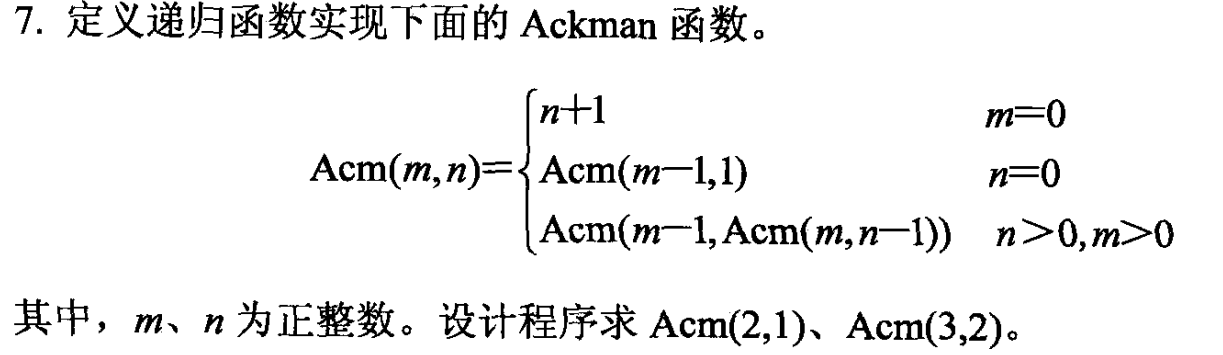 7. 定义递归函数实现下面的 Ackman 函数。
n+1 m=0
Acm(m,n)= Acm(m-1,1) n=0
Acm(m-1,Acm(m,n-1)) n>0,m>0
其中，m、n 为正整数。设计程序求 Acm(2,1)、Acm(3,2)。